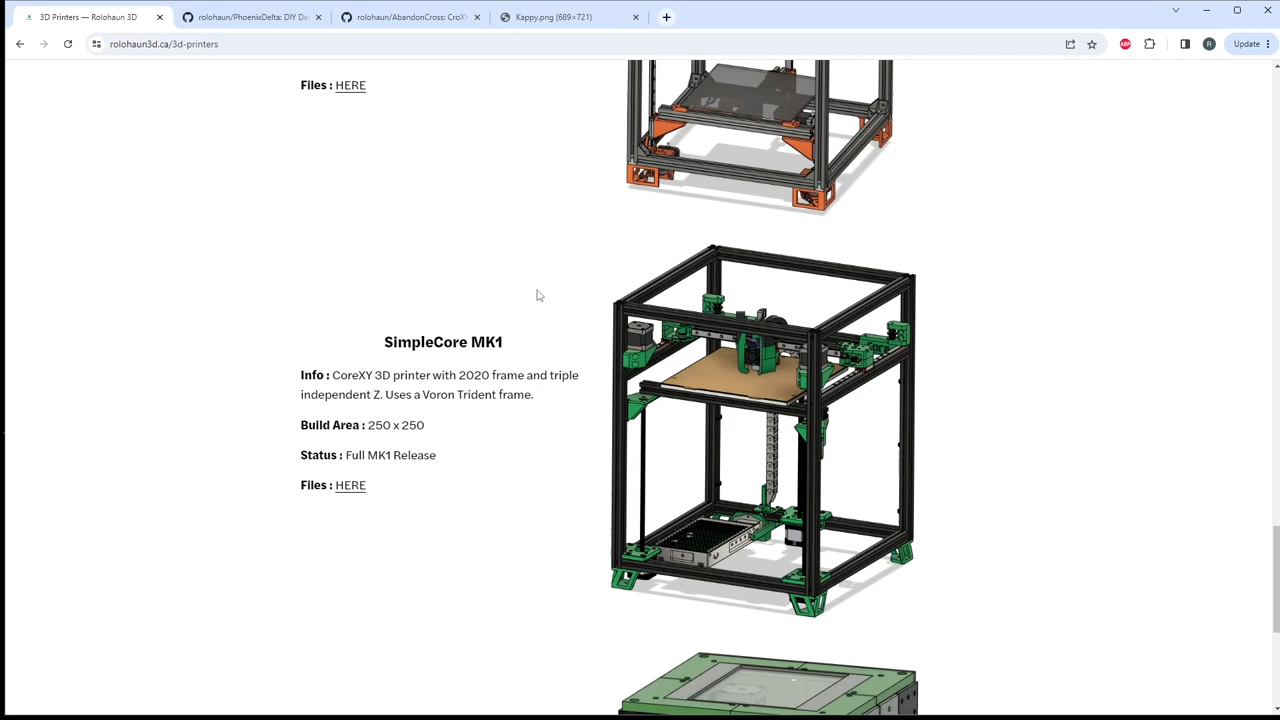 3D Printers — Rolohaun 3D
rolohaun/PhoenixDelta: DIY De
rolohaun/AbandonCross: CroX
Kappy.png (689×721)
rolohaun3d.ca/3d-printers
ABP
R
Update
Files : HERE
SimpleCore MK1
Info : CoreXY 3D printer with 2020 frame and triple
independent Z. Uses a Voron Trident frame.
Build Area : 250 x 250
Status : Full MK1 Release
Files : HERE